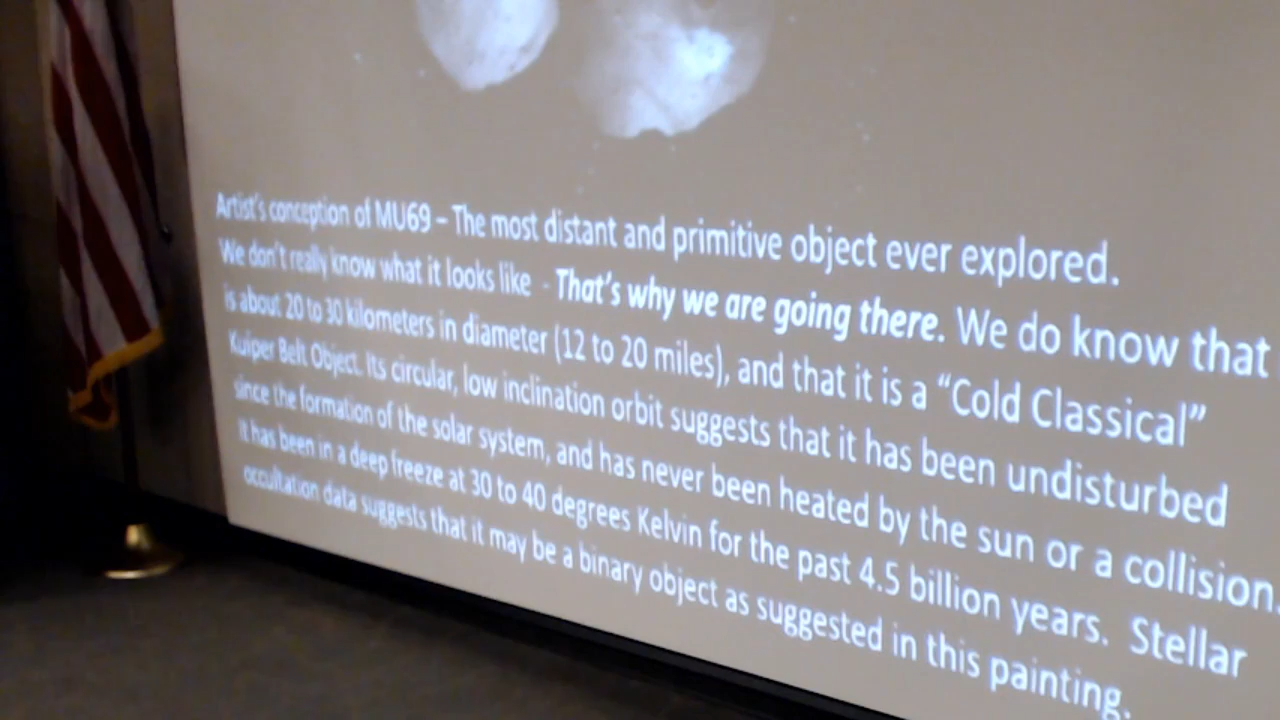 Artist's conception of MU69 – The most distant and primitive object ever explored.
We don't really know what it looks like - That's why we are going there. We do know that
is about 20 to 30 kilometers in diameter (12 to 20 miles), and that it is a “Cold Classical”
Kuiper Belt Object. Its circular, low inclination orbit suggests that it has been undisturbed
since the formation of the solar system, and has never been heated by the sun or a collision.
It has been in a deep freeze at 30 to 40 degrees Kelvin for the past 4.5 billion years. Stellar
occultation data suggests that it may be a binary object as suggested in this painting.